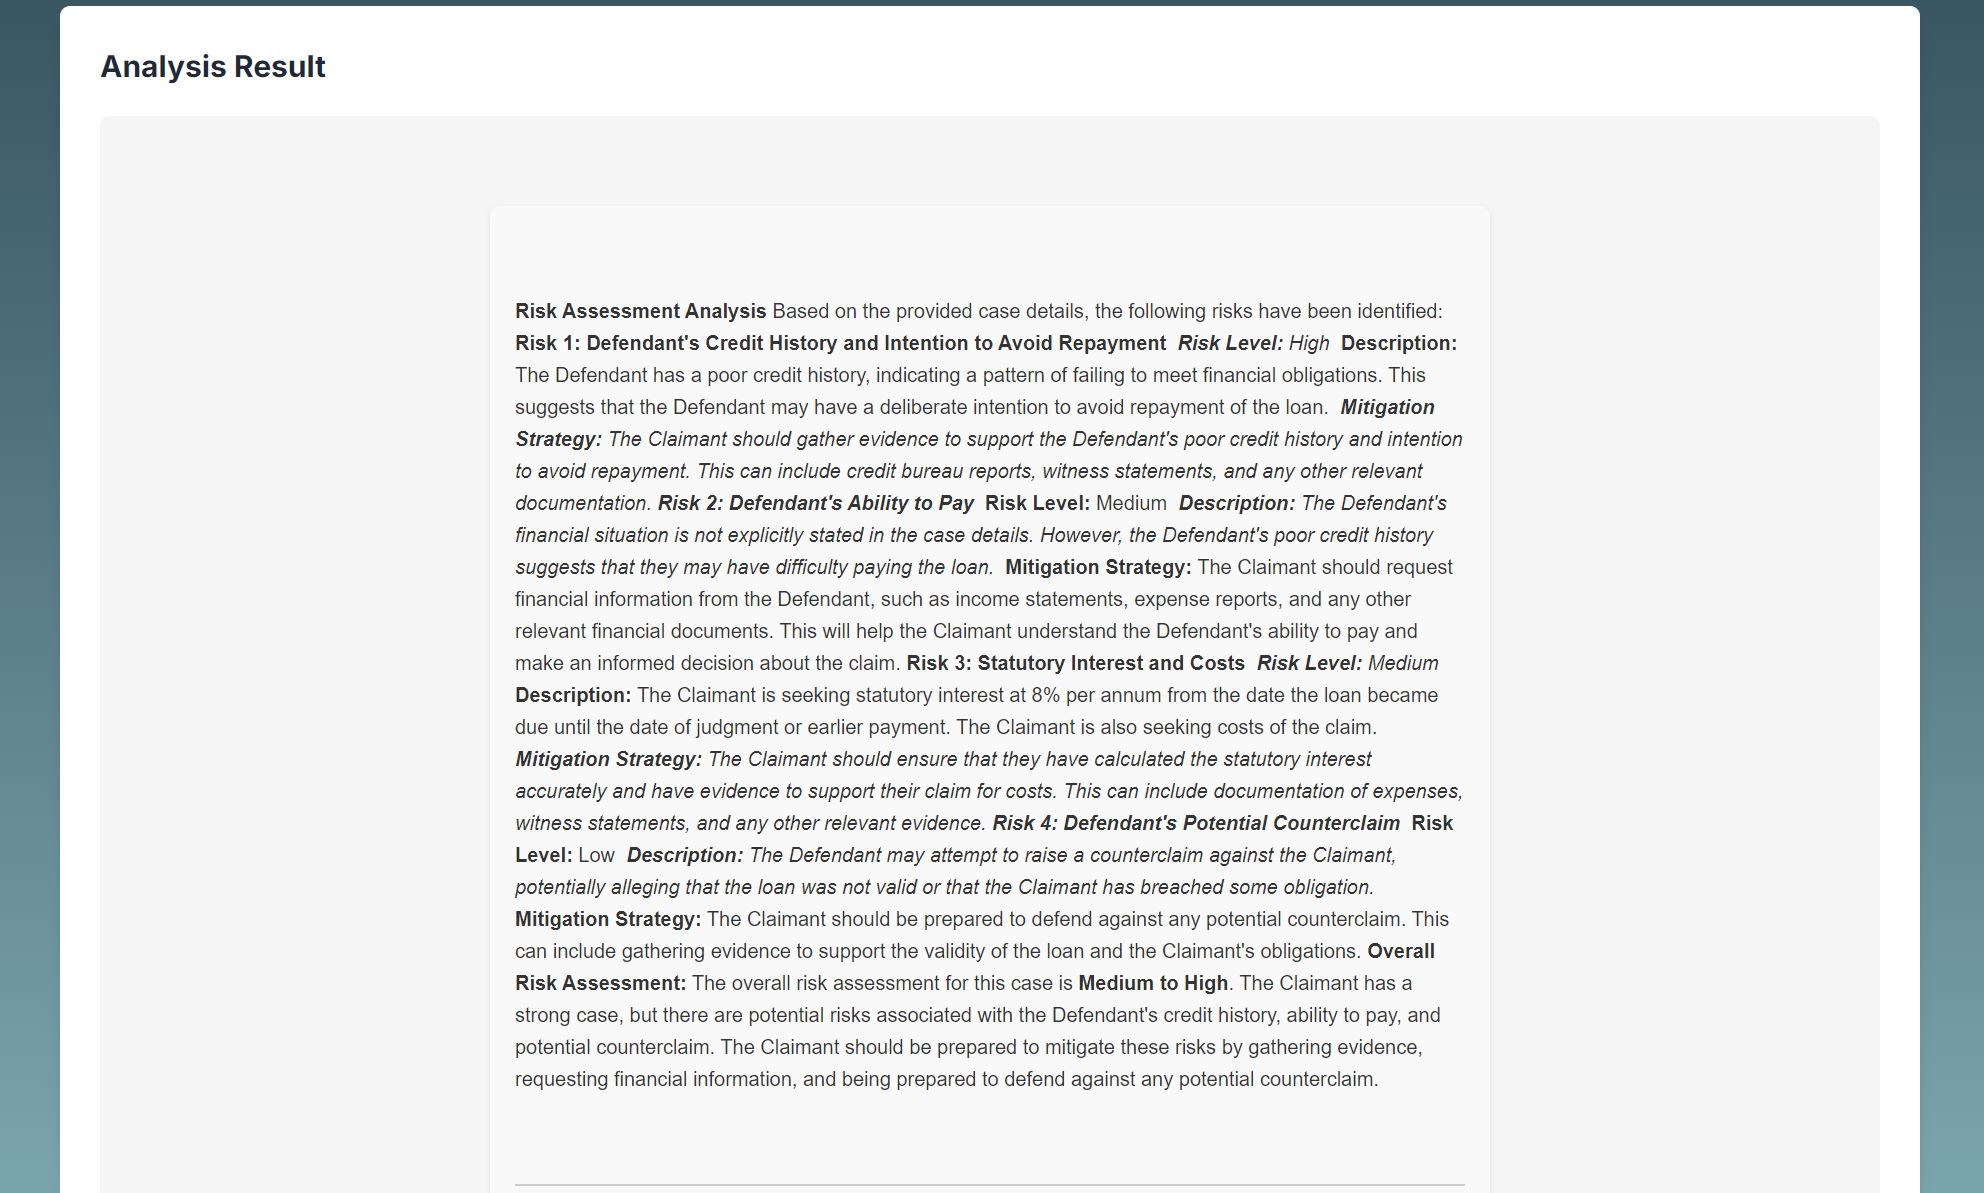 Analysis Result
Risk Assessment Analysis Based on the provided case details, the following risks have been identified:
Risk 1: Defendant's Credit History and Intention to Avoid Repayment Risk Level: High Description:
The Defendant has a poor credit history, indicating a pattern of failing to meet financial obligations. This
suggests that the Defendant may have a deliberate intention to avoid repayment of the loan. Mitigation
Strategy: The Claimant should gather evidence to support the Defendant's poor credit history and intention
to avoid repayment. This can include credit bureau reports, witness statements, and any other relevant
documentation. Risk 2: Defendant's Ability to Pay Risk Level: Medium Description: The Defendant's
financial situation is not explicitly stated in the case details. However, the Defendant's poor credit history
suggests that they may have difficulty paying the loan. Mitigation Strategy: The Claimant should request
financial information from the Defendant, such as income statements, expense reports, and any other
relevant financial documents. This will help the Claimant understand the Defendant's ability to pay and
make an informed decision about the claim. Risk 3: Statutory Interest and Costs Risk Level: Medium
Description: The Claimant is seeking statutory interest at 8% per annum from the date the loan became
due until the date of judgment or earlier payment. The Claimant is also seeking costs of the claim.
Mitigation Strategy: The Claimant should ensure that they have calculated the statutory interest
accurately and have evidence to support their claim for costs. This can include documentation of expenses,
witness statements, and any other relevant evidence. Risk 4: Defendant's Potential Counterclaim Risk
Level: Low Description: The Defendant may attempt to raise a counterclaim against the Claimant,
potentially alleging that the loan was not valid or that the Claimant has breached some obligation.
Mitigation Strategy: The Claimant should be prepared to defend against any potential counterclaim. This
can include gathering evidence to support the validity of the loan and the Claimant's obligations. Overall
Risk Assessment: The overall risk assessment for this case is Medium to High. The Claimant has a
strong case, but there are potential risks associated with the Defendant's credit history, ability to pay, and
potential counterclaim. The Claimant should be prepared to mitigate these risks by gathering evidence,
requesting financial information, and being prepared to defend against any potential counterclaim.